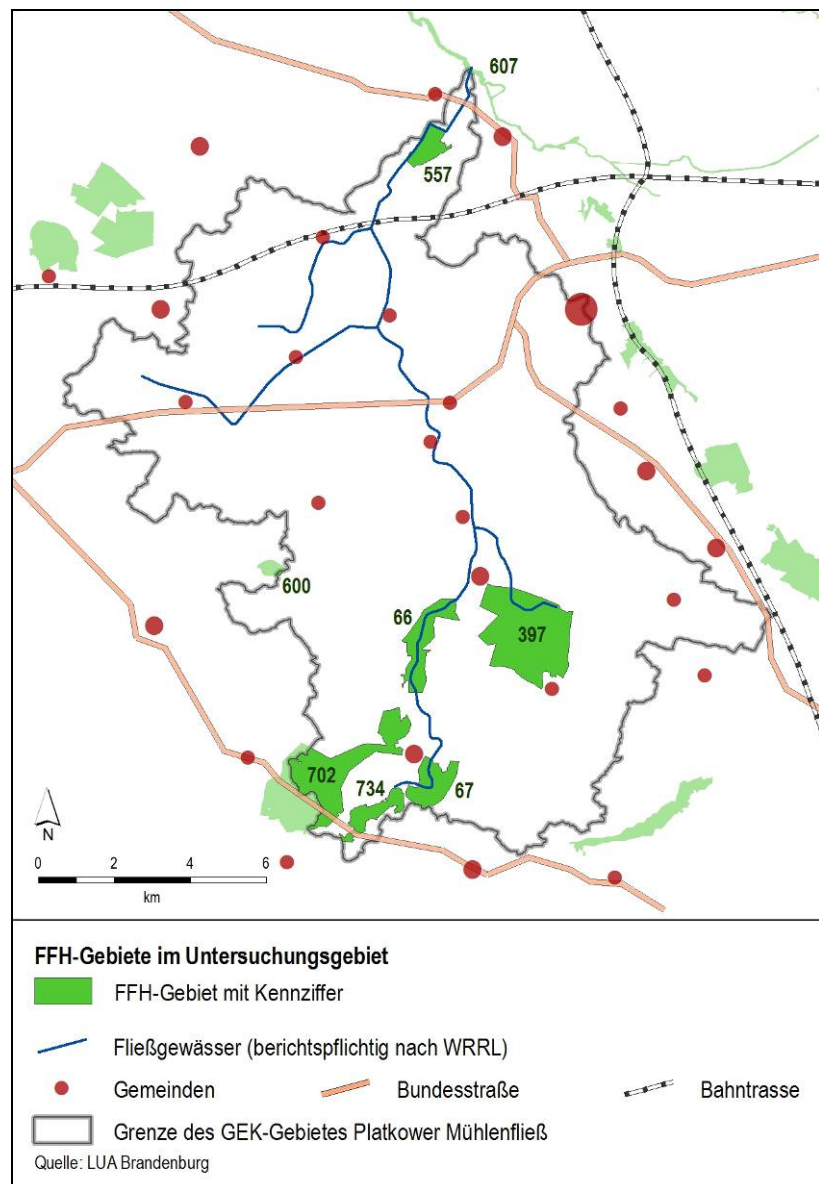 607
557
600
66
397
702
734
67
N
0 2 4 6
km
FFH-Gebiete im Untersuchungsgebiet
FFH-Gebiet mit Kennziffer
Fließgewässer (berichtspflichtig nach WRRL)
Gemeinden Bundesstraße Bahntrasse
Grenze des GEK-Gebietes Platkower Mühlenfließ
Quelle: LUA Brandenburg